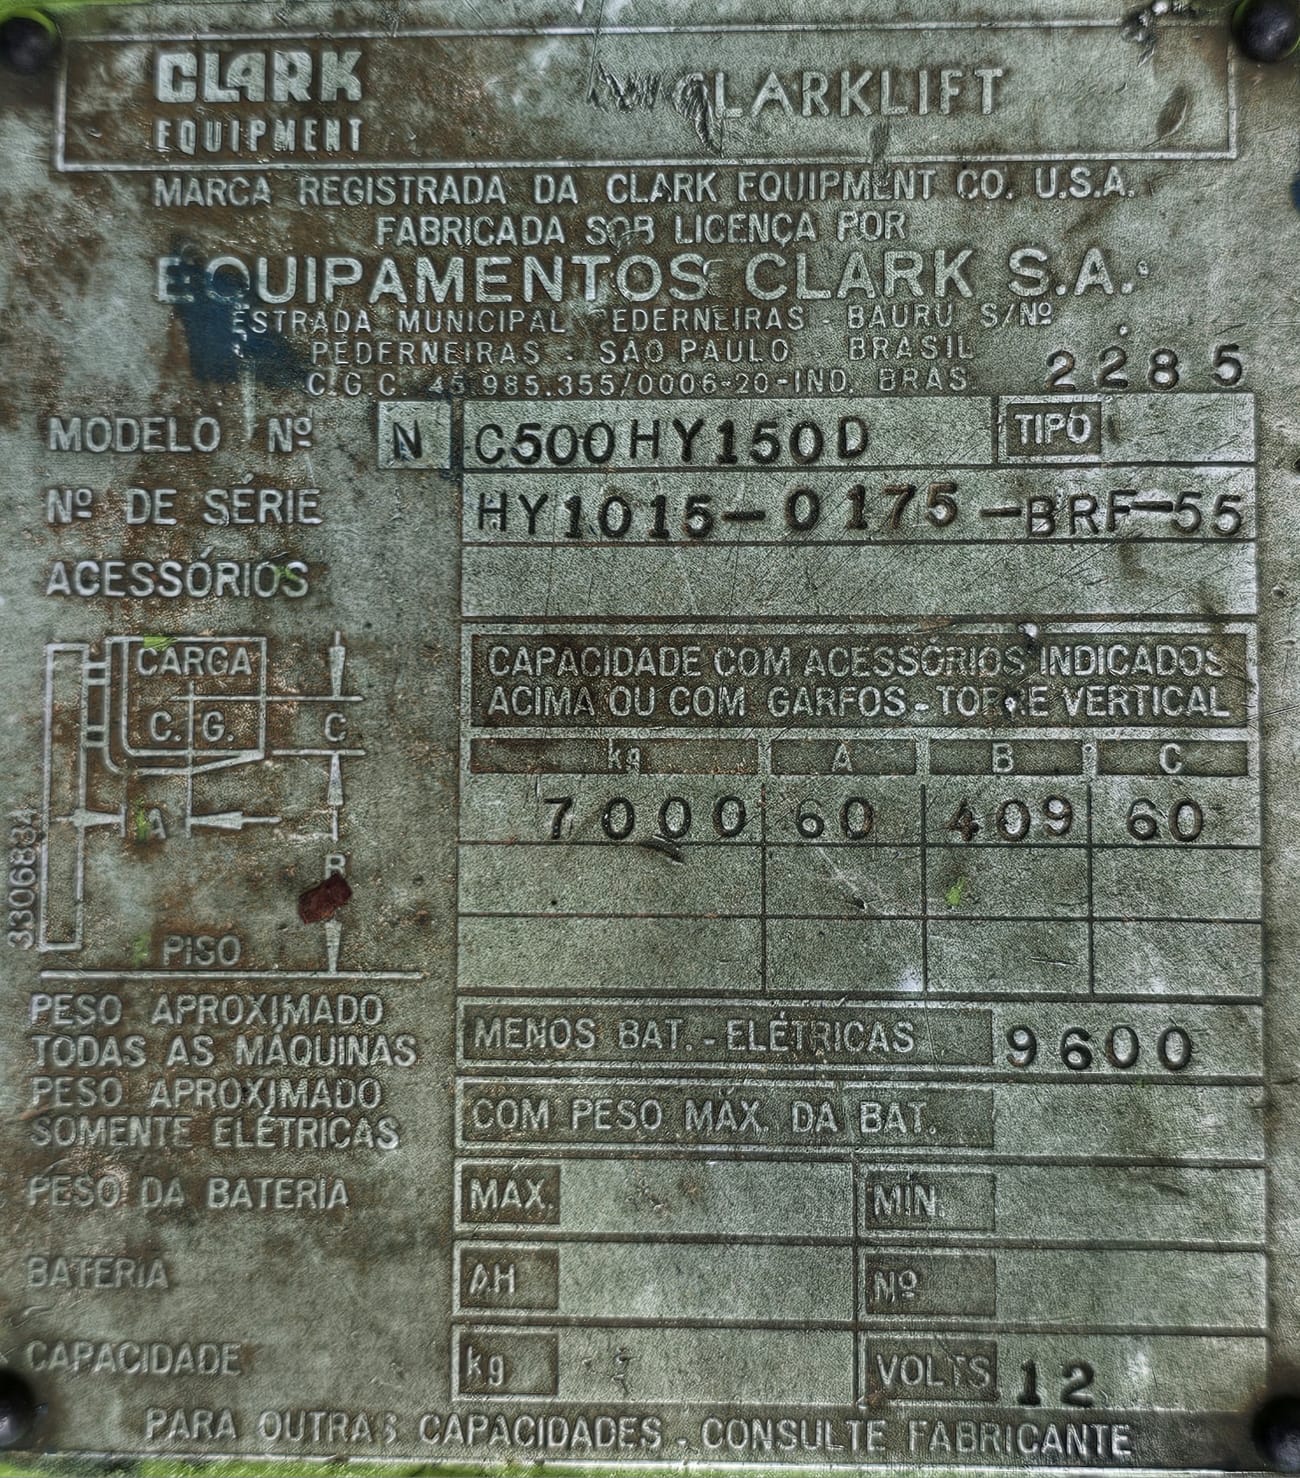 CLARK
EQUIPMENT
CLARKLIFT
MARCA REGISTRADA DA CLARK EQUIPMENT CO. U.S.A.
FABRICADA SOB LICENÇA POR
EQUIPAMENTOS CLARK S.A.
ESTRADA MUNICIPAL PEDERNEIRAS - BAURU S/Nº
PEDERNEIRAS - SÃO PAULO - BRASIL
C.G.C. 45.985.355/0006-20-IND. BRAS. 2285
MODELO Nº N C500HY150D TIPO
Nº DE SÉRIE HY1015-0175-BRF-55
ACESSÓRIOS
CARGA
C. G.
C
A
B
PISO
3306834
CAPACIDADE COM ACESSÓRIOS INDICADOS
ACIMA OU COM GARFOS - TORRE VERTICAL
kg A B C
7000 60 409 60
PESO APROXIMADO
TODAS AS MÁQUINAS
MENOS BAT. - ELÉTRICAS 9600
PESO APROXIMADO
SOMENTE ELÉTRICAS
COM PESO MÁX. DA BAT.
PESO DA BATERIA MAX. MÍN.
BATERIA AH Nº
CAPACIDADE kg VOLTS 12
PARA OUTRAS CAPACIDADES - CONSULTE FABRICANTE